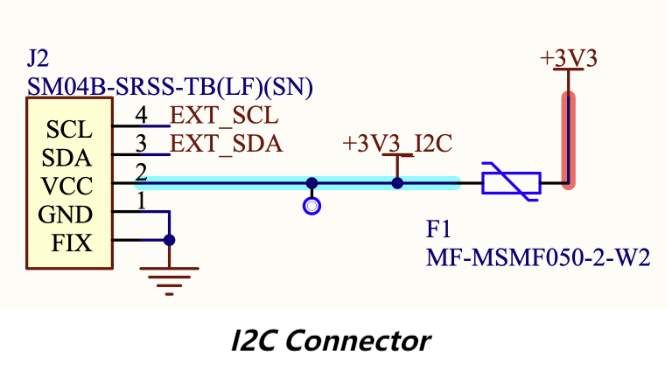 J2
SM04B-SRSS-TB(LF)(SN)
+3V3
SCL 4 EXT_SCL
SDA 3 EXT_SDA
+3V3_I2C
VCC 2
GND 1
FIX
F1
MF-MSMF050-2-W2
I2C Connector